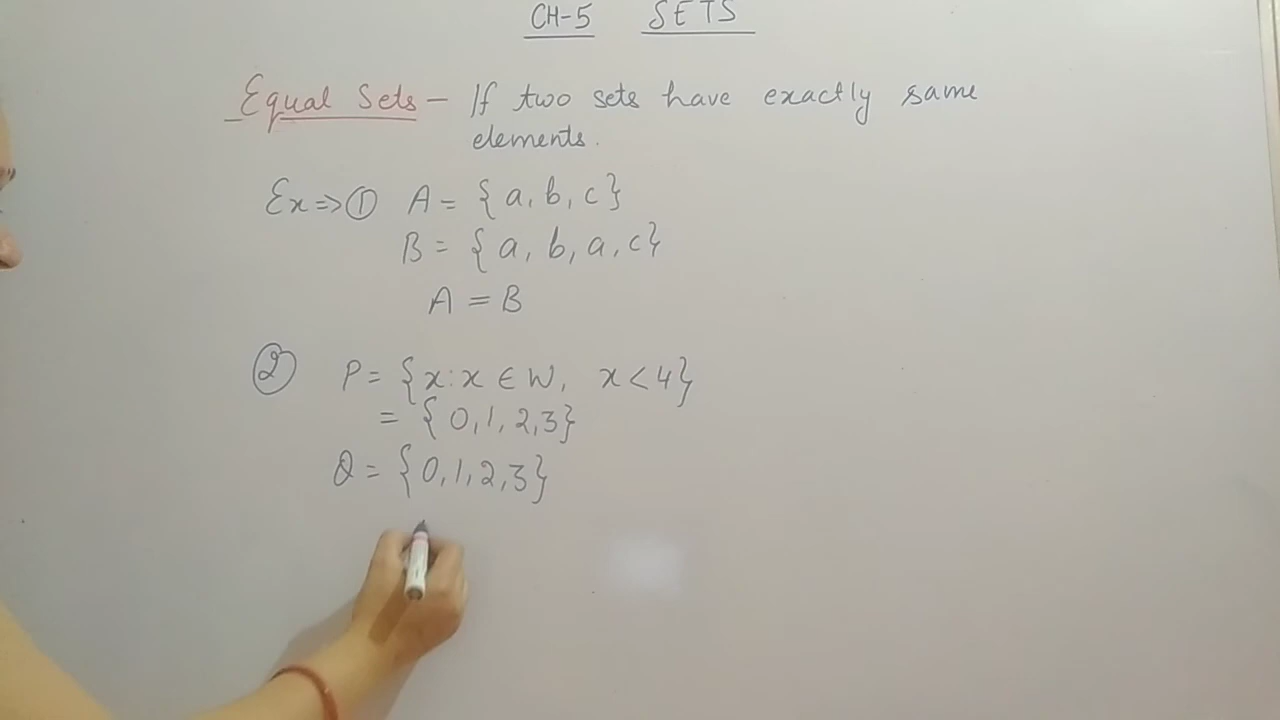 CH-5 SETS
Equal Sets – If two sets have exactly same
elements.
Ex ⇒ ① A = {a, b, c}
B = {a, b, a, c}
A = B
② P = {x : x ∈ W, x < 4}
= {0, 1, 2, 3}
Q = {0, 1, 2, 3}